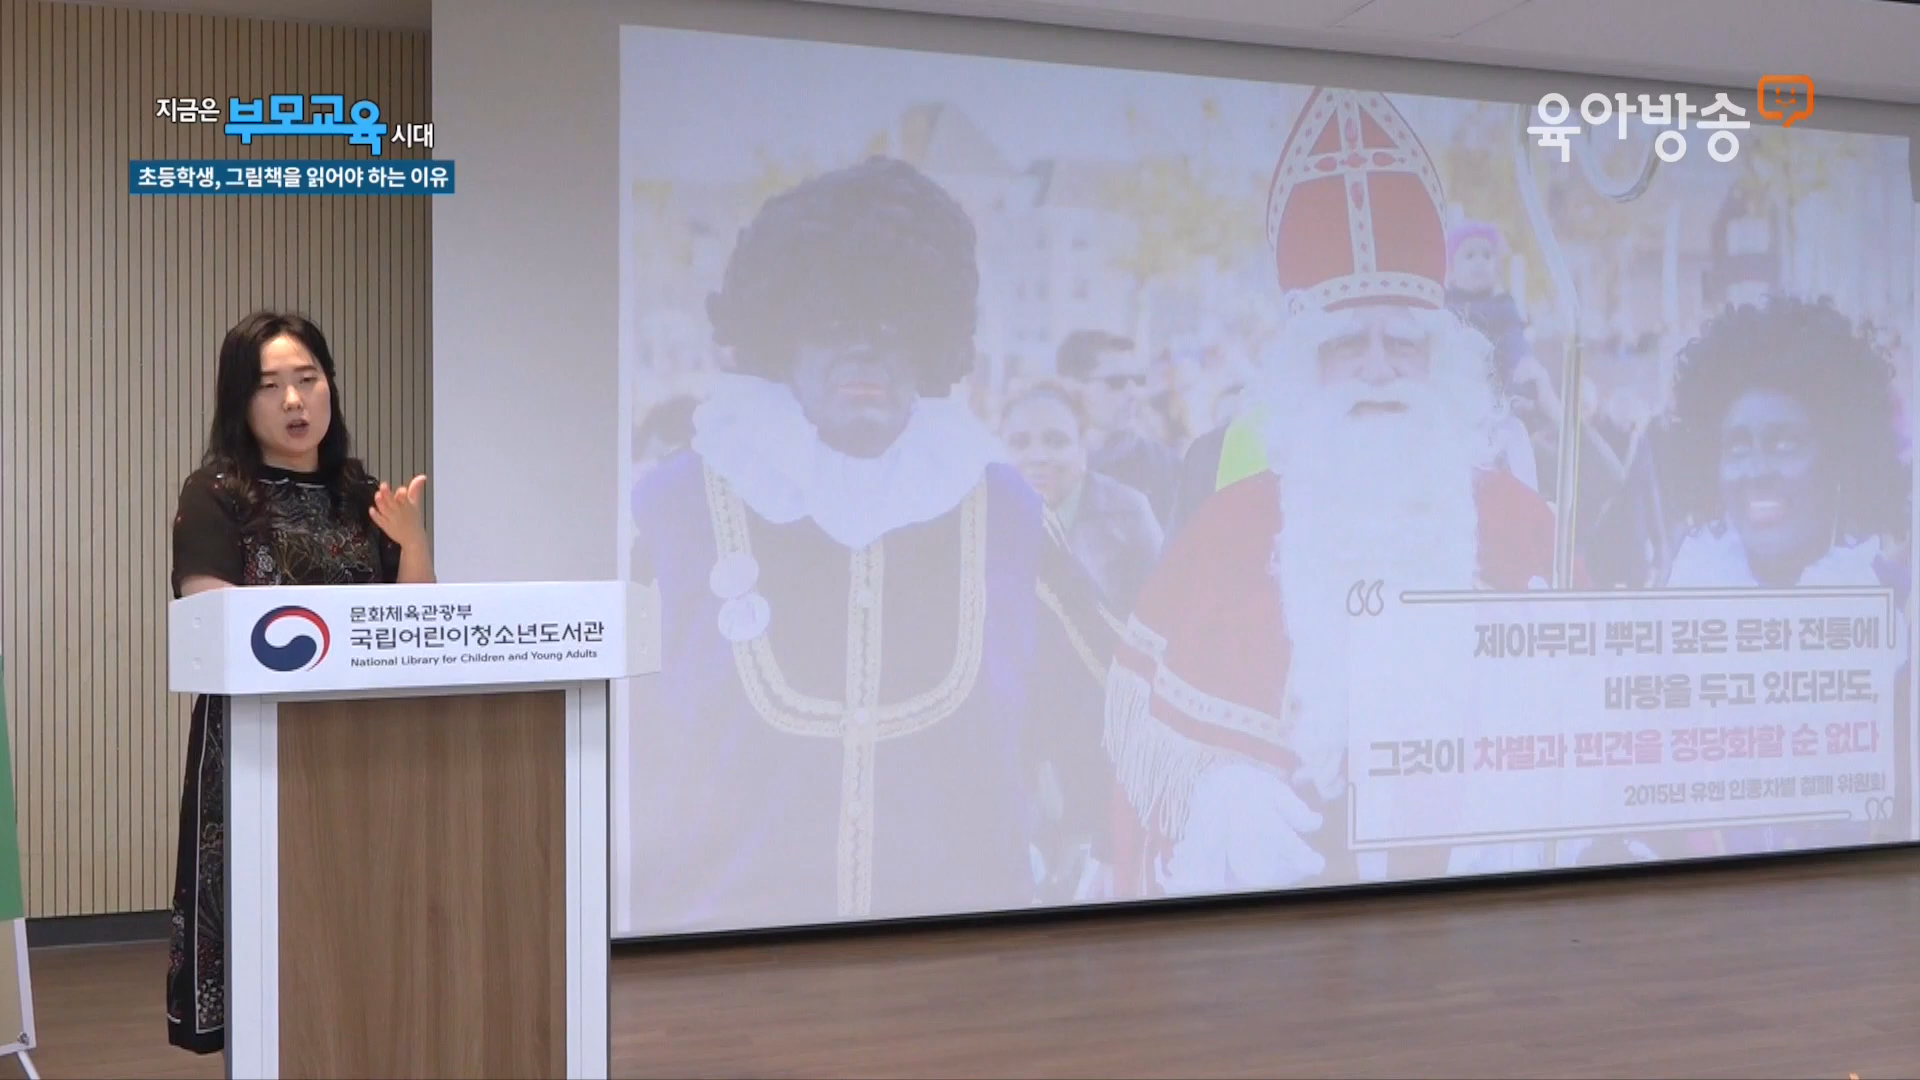 지금은 부모교육 시대
초등학생, 그림책을 읽어야 하는 이유
육아방송
문화체육관광부
국립어린이청소년도서관
National Library for Children and Young Adults
제아무리 뿌리 깊은 문화 전통에
바탕을 두고 있더라도,
그것이 차별과 편견을 정당화할 순 없다
2015년 유엔 인종차별 철폐 위원회